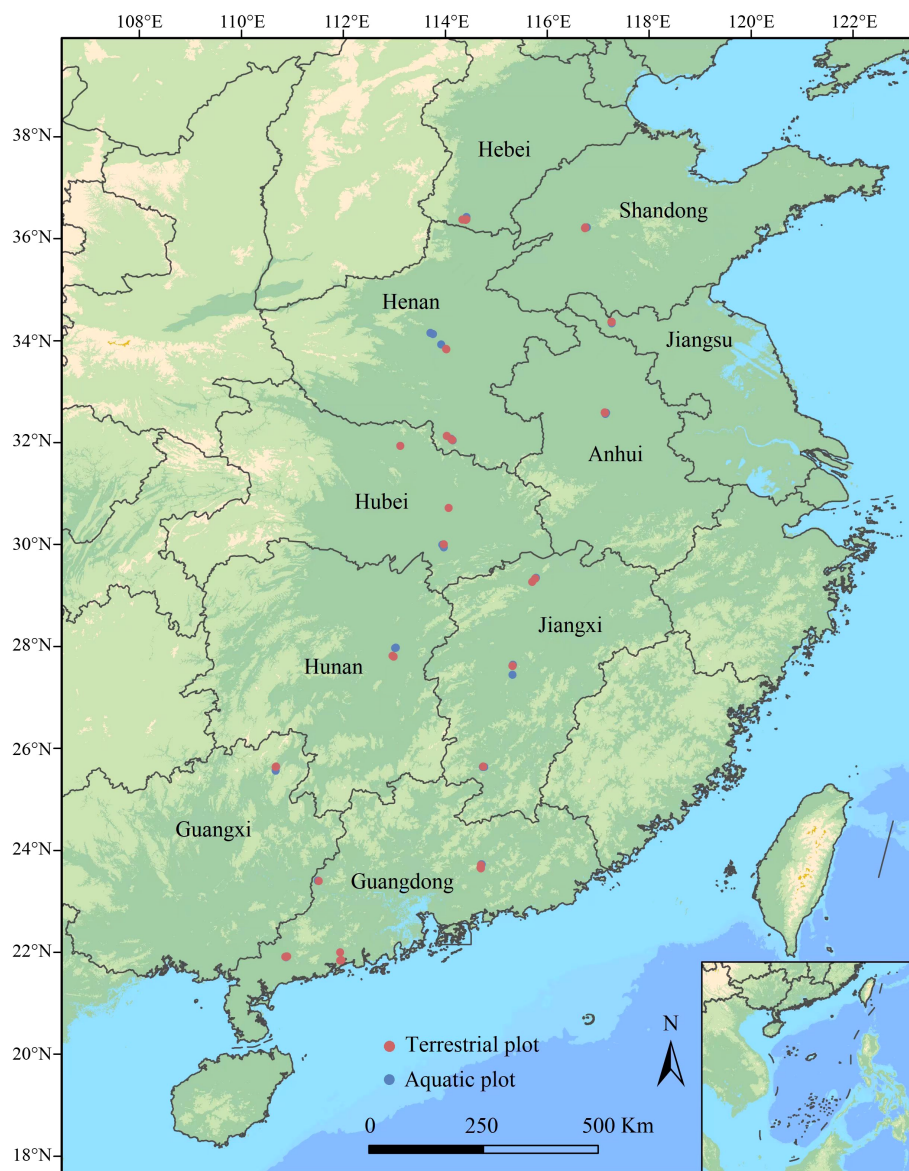 108°E 110°E 112°E 114°E 116°E 118°E 120°E 122°E
38°N
Hebei
Shandong
36°N
Henan
34°N
Jiangsu
32°N
Anhui
Hubei
30°N
Jiangxi
28°N
Hunan
26°N
Guangxi
24°N
Guangdong
22°N
20°N
N
Terrestrial plot
Aquatic plot
0 250 500 Km
18°N